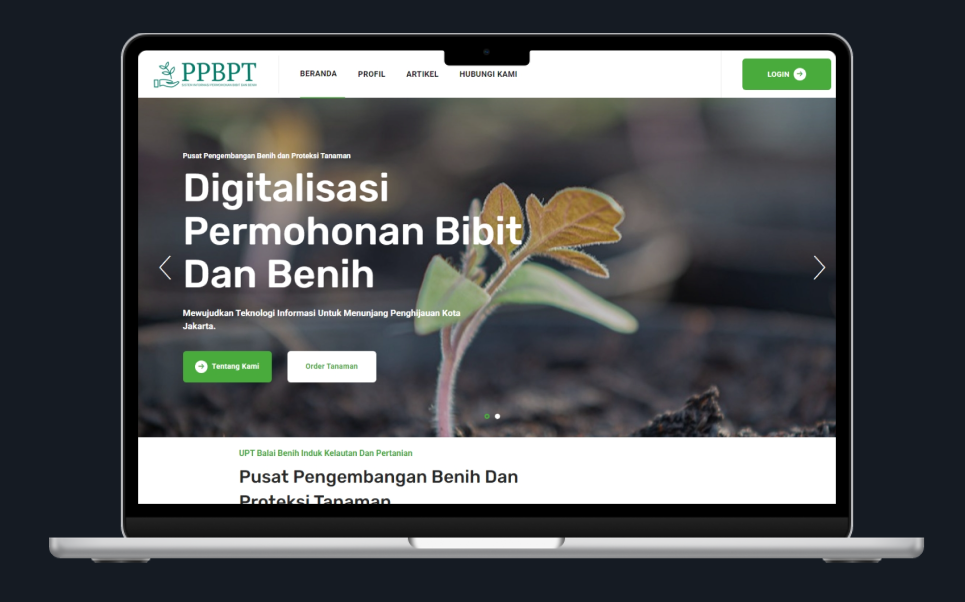 PPBPT
BERANDA PROFIL ARTIKEL HUBUNGI KAMI
LOGIN
Pusat Pengembangan Benih dan Proteksi Tanaman
Digitalisasi
Permohonan Bibit
Dan Benih
Mewujudkan Teknologi Informasi Untuk Menunjang Penghijauan Kota
Jakarta.
Tentang Kami
Order Tanaman
UPT Balai Benih Induk Kelautan Dan Pertanian
Pusat Pengembangan Benih Dan
Proteksi Tanaman